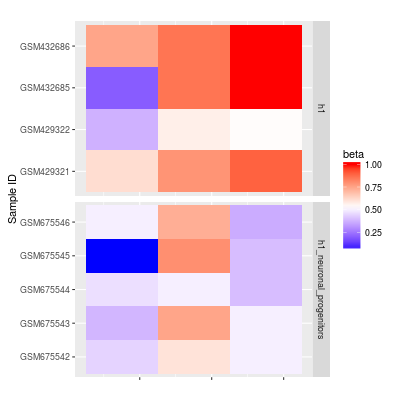 Sample ID
GSM432686
GSM432685
GSM429322
GSM429321
h1
GSM675546
GSM675545
GSM675544
GSM675543
GSM675542
h1_neuronal_progenitors
beta
1.00
0.75
0.50
0.25